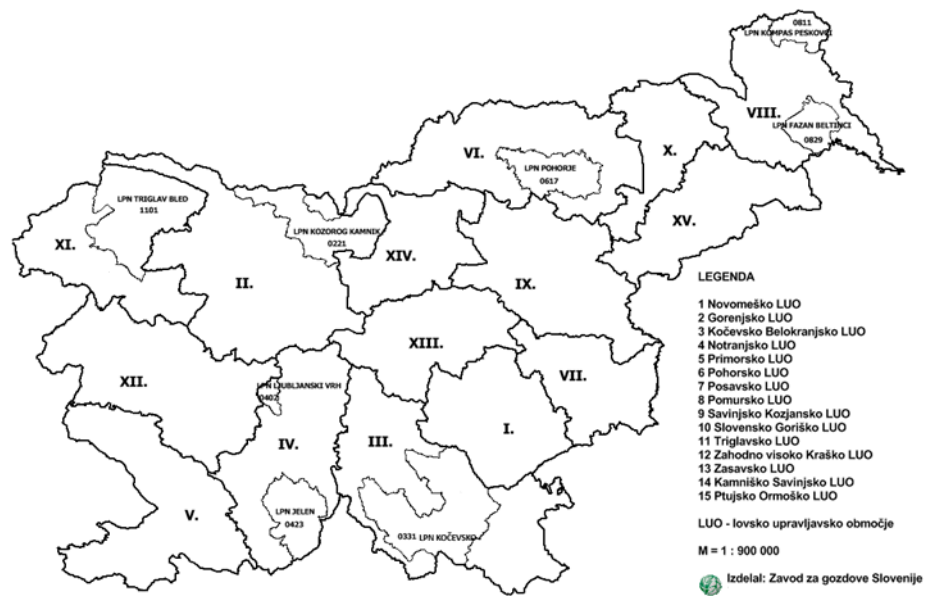 0811
LPN KOMPAS PESKOVCI
VIII.
LPN FAZAN BELTINCI
0829
X.
VI.
LPN POHORJE
0617
XV.
LPN TRIGLAV BLED
1101
XI.
LPN KOZOROG KAMNIK
0221
XIV.
II.
IX.
XIII.
XII.
VII.
LPN LJUBLJANSKI VRH
0402
IV.
III.
I.
V.
LPN JELEN
0423
0331 LPN KOČEVSKO
LEGENDA
1 Novomeško LUO
2 Gorenjsko LUO
3 Kočevsko Belokranjsko LUO
4 Notranjsko LUO
5 Primorsko LUO
6 Pohorsko LUO
7 Posavsko LUO
8 Pomursko LUO
9 Savinjsko Kozjansko LUO
10 Slovensko Goriško LUO
11 Triglavsko LUO
12 Zahodno visoko Kraško LUO
13 Zasavsko LUO
14 Kamniško Savinjsko LUO
15 Ptujsko Ormoško LUO
LUO - lovsko upravljavsko območje
M = 1 : 900 000
Izdelal: Zavod za gozdove Slovenije